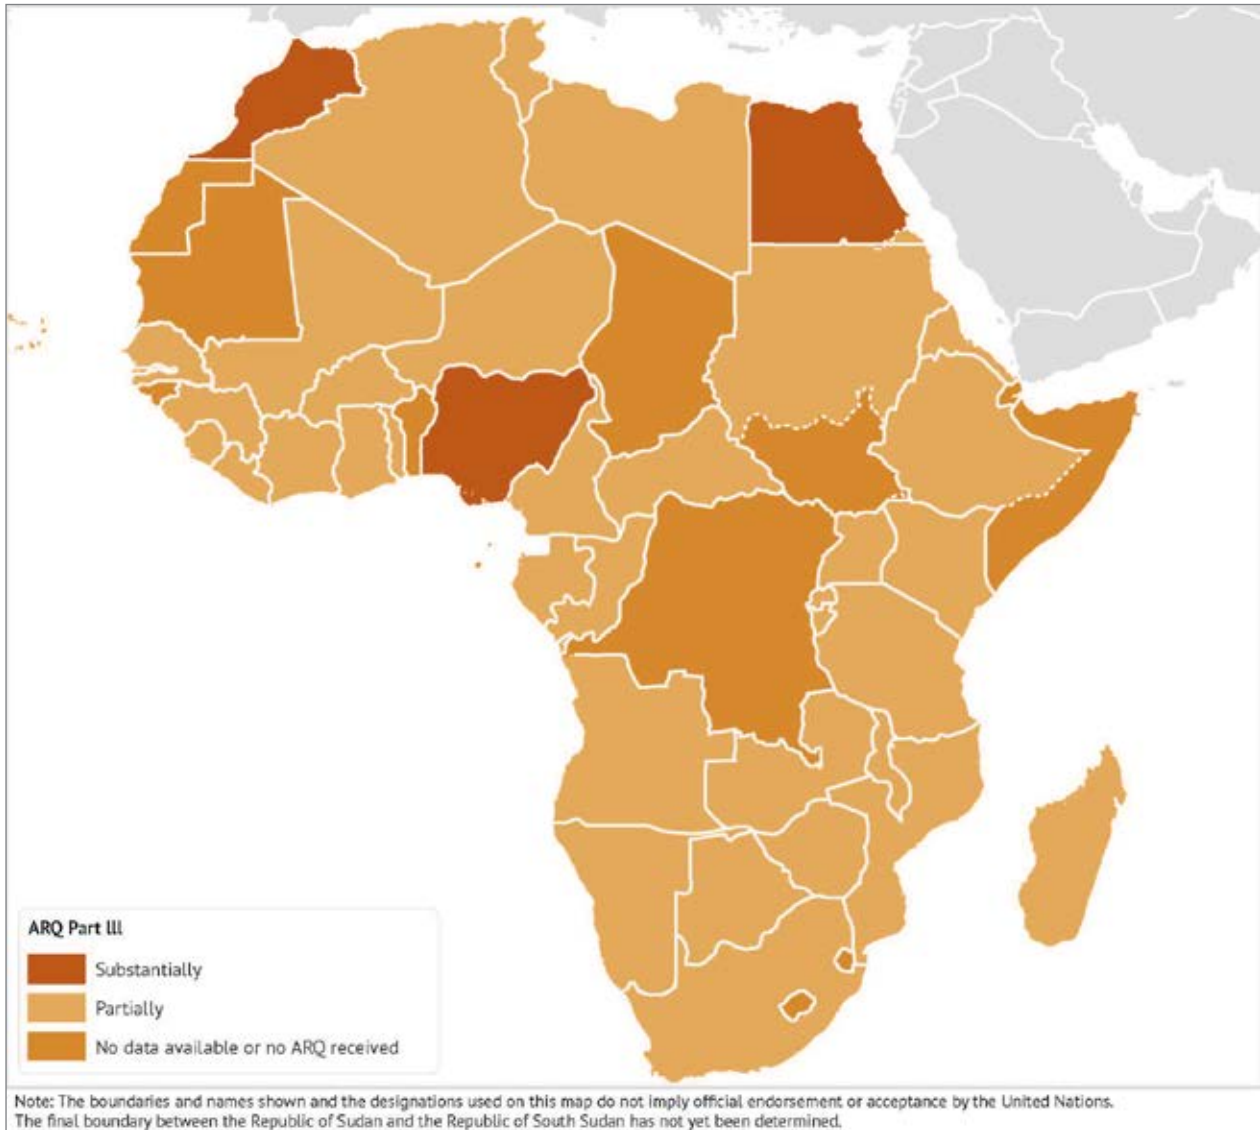 ARQ Part lll
Substantially
Partially
No data available or no ARQ received
Note: The boundaries and names shown and the designations used on this map do not imply official endorsement or acceptance by the United Nations.
The final boundary between the Republic of Sudan and the Republic of South Sudan has not yet been determined.